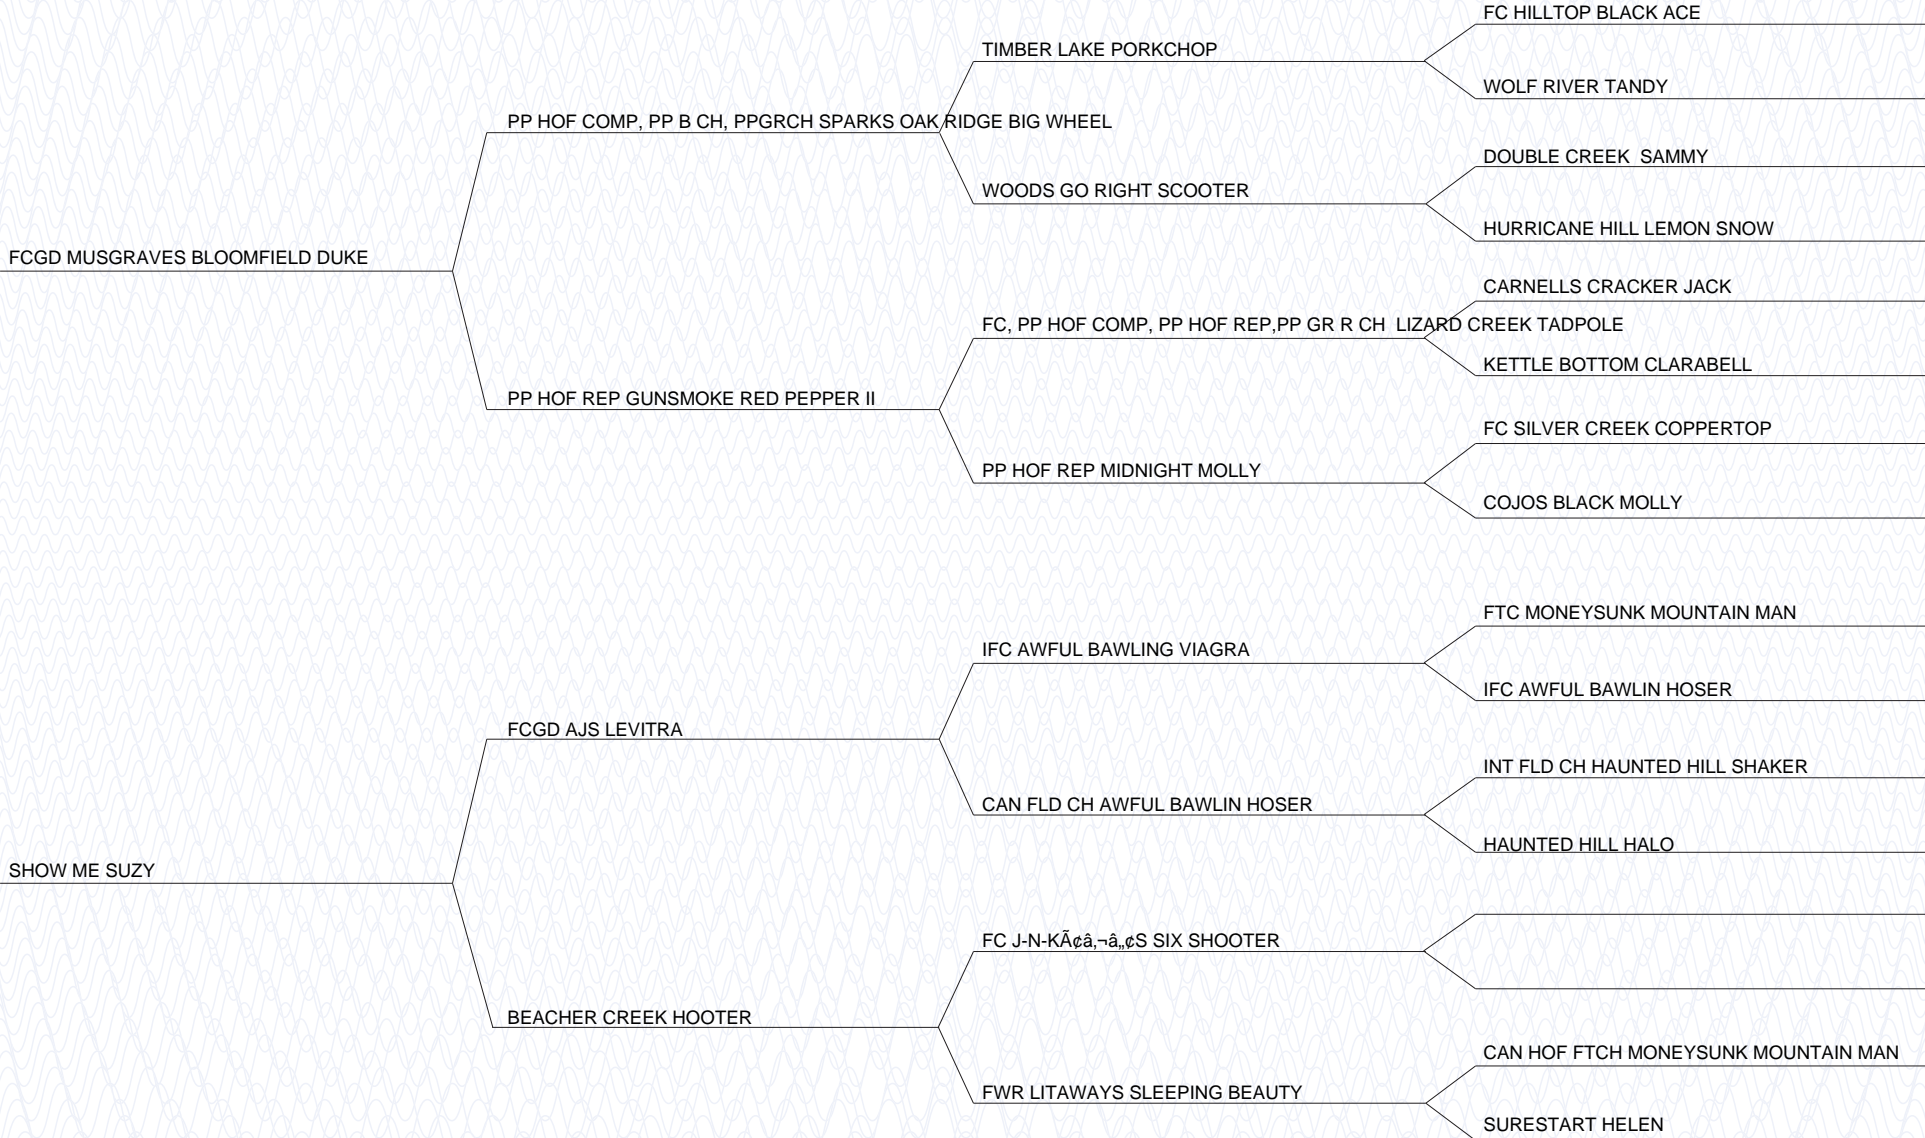 FC HILLTOP BLACK ACE
TIMBER LAKE PORKCHOP
WOLF RIVER TANDY
PP HOF COMP, PP B CH, PPGRCH SPARKS OAK RIDGE BIG WHEEL
DOUBLE CREEK  SAMMY
WOODS GO RIGHT SCOOTER
HURRICANE HILL LEMON SNOW
FCGD MUSGRAVES BLOOMFIELD DUKE
CARNELLS CRACKER JACK
FC, PP HOF COMP, PP HOF REP,PP GR R CH  LIZARD CREEK TADPOLE
KETTLE BOTTOM CLARABELL
PP HOF REP GUNSMOKE RED PEPPER II
FC SILVER CREEK COPPERTOP
PP HOF REP MIDNIGHT MOLLY
COJOS BLACK MOLLY
FTC MONEYSUNK MOUNTAIN MAN
IFC AWFUL BAWLING VIAGRA
IFC AWFUL BAWLIN HOSER
FCGD AJS LEVITRA
INT FLD CH HAUNTED HILL SHAKER
CAN FLD CH AWFUL BAWLIN HOSER
HAUNTED HILL HALO
SHOW ME SUZY
FC J-N-KÃ¢â‚¬â„¢S SIX SHOOTER
BEACHER CREEK HOOTER
CAN HOF FTCH MONEYSUNK MOUNTAIN MAN
FWR LITAWAYS SLEEPING BEAUTY
SURESTART HELEN